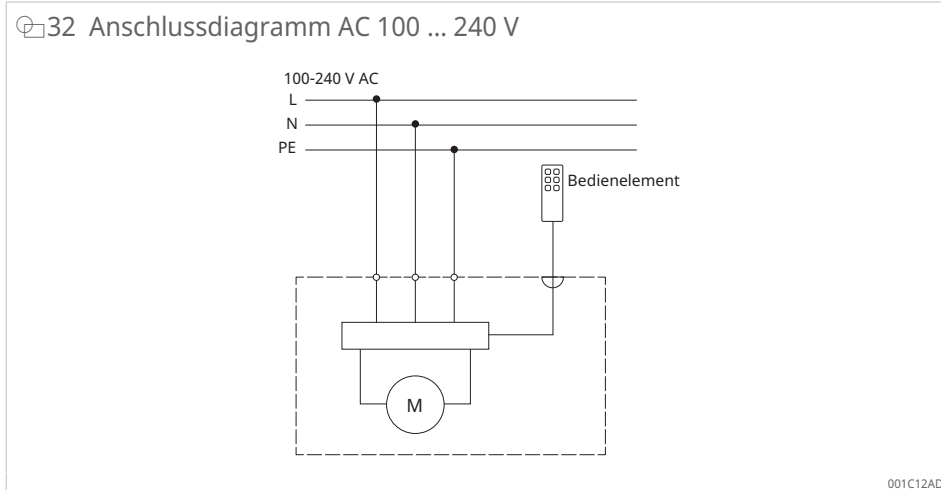 32 Anschlussdiagramm AC 100 ... 240 V
100-240 V AC
L
N
PE
Bedienelement
M
001C12AD